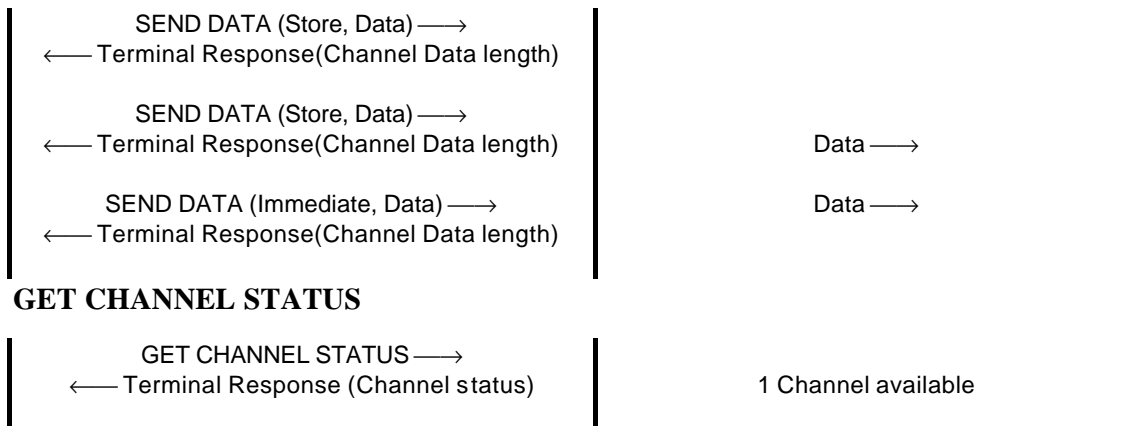 SEND DATA (Store, Data) ⟶
⟵ Terminal Response(Channel Data length)
SEND DATA (Store, Data) ⟶
⟵ Terminal Response(Channel Data length) Data ⟶
SEND DATA (Immediate, Data) ⟶ Data ⟶
⟵ Terminal Response(Channel Data length)
GET CHANNEL STATUS
GET CHANNEL STATUS ⟶
⟵ Terminal Response (Channel status) 1 Channel available